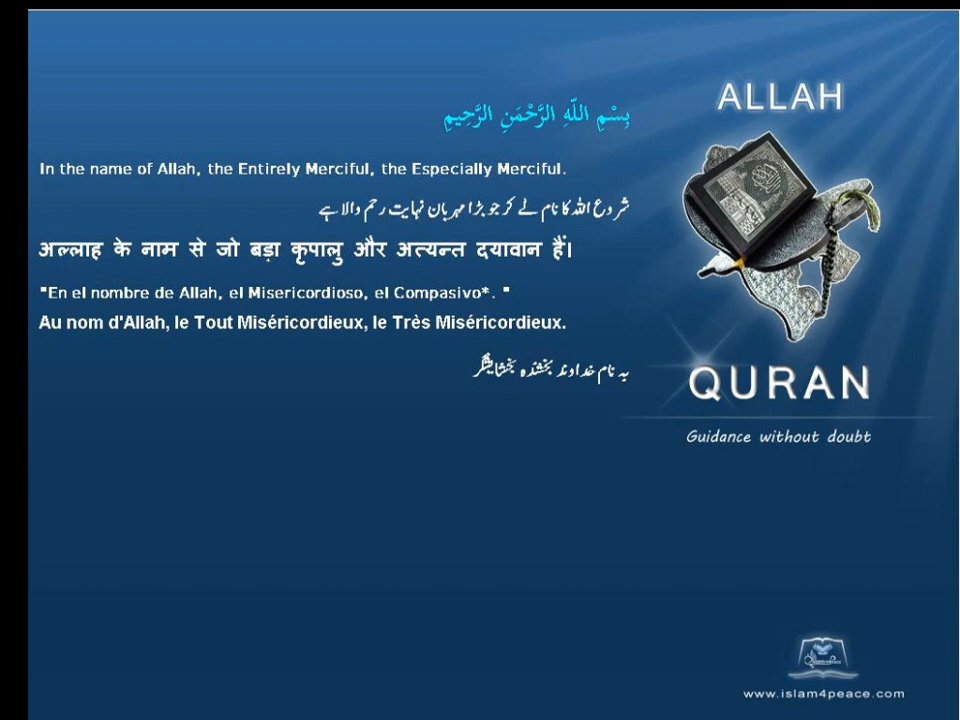 بِسْمِ اللَّهِ الرَّحْمَنِ الرَّحِيمِ
In the name of Allah, the Entirely Merciful, the Especially Merciful.
شروع اللہ کا نام لے کر جو بڑا مہربان نہایت رحم والا ہے
अल्लाह के नाम से जो बड़ा कृपालु और अत्यन्त दयावान हैं।
"En el nombre de Allah, el Misericordioso, el Compasivo*. "
Au nom d'Allah, le Tout Miséricordieux, le Très Miséricordieux.
به نام خداوند بخشنده بخشایشگر
ALLAH
QURAN
Guidance without doubt
www.islam4peace.com